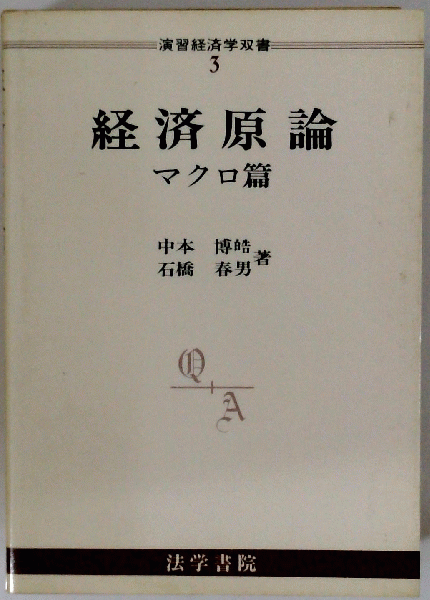 演習経済学双書
3
経済原論
マクロ篇
中本 博皓
石橋 春男 著
Q
A
法学書院